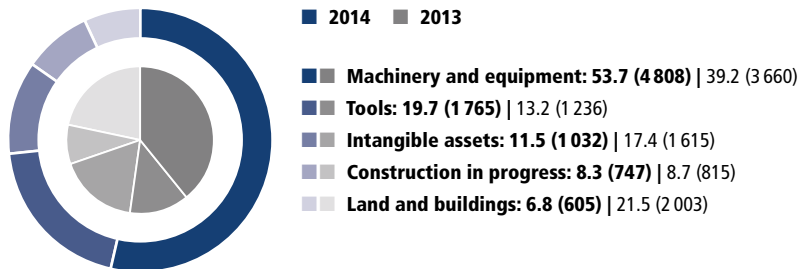 2014 2013
Machinery and equipment: 53.7 (4 808) | 39.2 (3 660)
Tools: 19.7 (1 765) | 13.2 (1 236)
Intangible assets: 11.5 (1 032) | 17.4 (1 615)
Construction in progress: 8.3 (747) | 8.7 (815)
Land and buildings: 6.8 (605) | 21.5 (2 003)